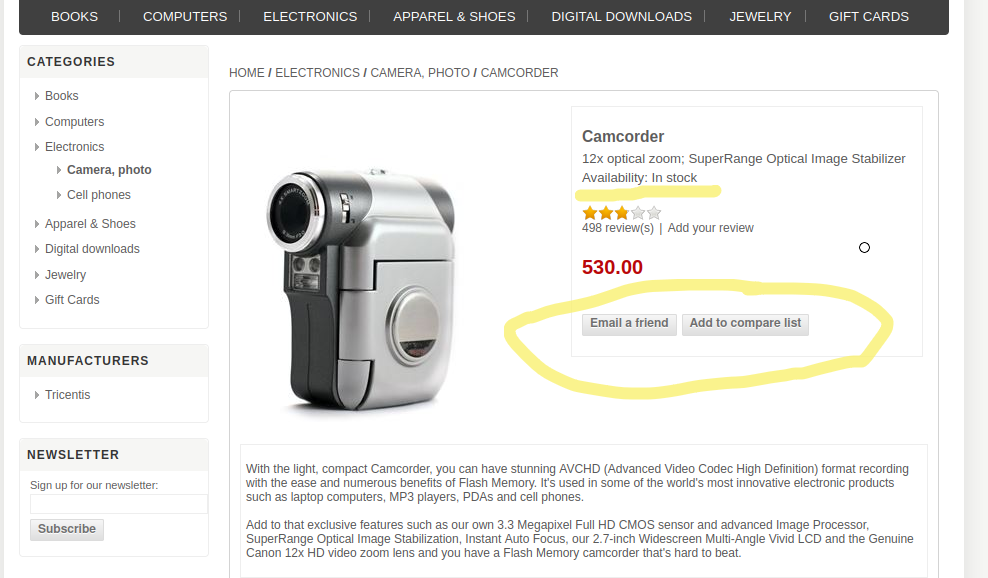 BOOKS COMPUTERS ELECTRONICS APPAREL & SHOES DIGITAL DOWNLOADS JEWELRY GIFT CARDS
CATEGORIES
Books
Computers
Electronics
Camera, photo
Cell phones
Apparel & Shoes
Digital downloads
Jewelry
Gift Cards
MANUFACTURERS
Tricentis
NEWSLETTER
Sign up for our newsletter:
Subscribe
HOME / ELECTRONICS / CAMERA, PHOTO / CAMCORDER
Camcorder
12x optical zoom; SuperRange Optical Image Stabilizer
Availability: In stock
498 review(s) | Add your review
530.00
Email a friend Add to compare list
With the light, compact Camcorder, you can have stunning AVCHD (Advanced Video Codec High Definition) format recording
with the ease and numerous benefits of Flash Memory. It's used in some of the world's most innovative electronic products
such as laptop computers, MP3 players, PDAs and cell phones.
Add to that exclusive features such as our own 3.3 Megapixel Full HD CMOS sensor and advanced Image Processor,
SuperRange Optical Image Stabilization, Instant Auto Focus, our 2.7-inch Widescreen Multi-Angle Vivid LCD and the Genuine
Canon 12x HD video zoom lens and you have a Flash Memory camcorder that's hard to beat.